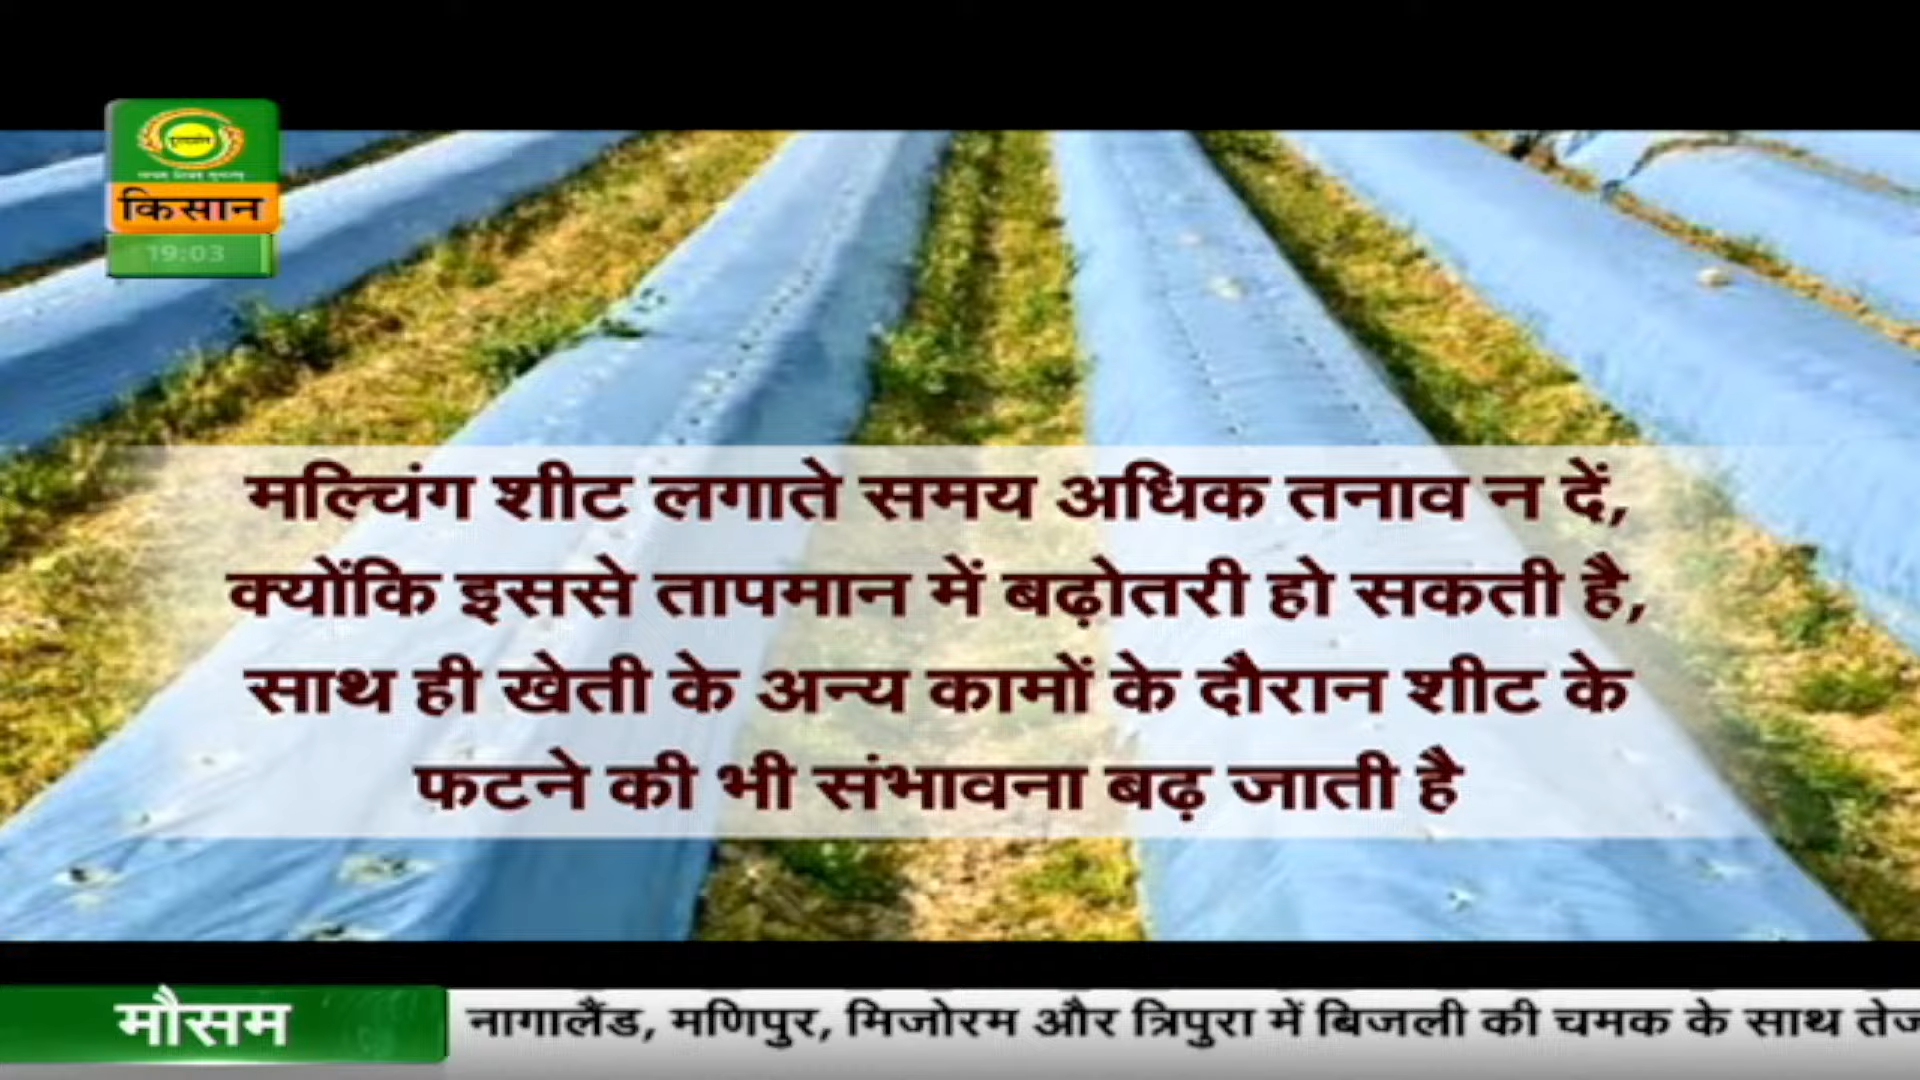 किसान
19:03
मल्चिंग शीट लगाते समय अधिक तनाव न दें,
क्योंकि इससे तापमान में बढ़ोतरी हो सकती है,
साथ ही खेती के अन्य कामों के दौरान शीट के
फटने की भी संभावना बढ़ जाती है
मौसम
नागालैंड, मणिपुर, मिजोरम और त्रिपुरा में बिजली की चमक के साथ